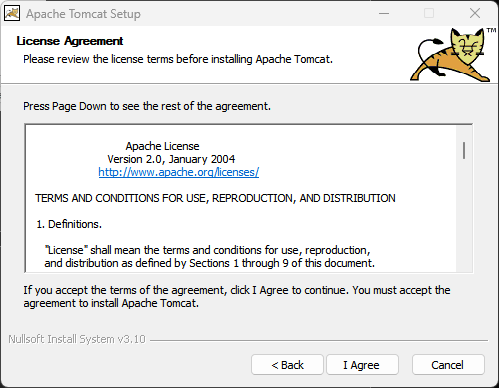 Apache Tomcat Setup
License Agreement
Please review the license terms before installing Apache Tomcat.
TM
Press Page Down to see the rest of the agreement.
Apache License
Version 2.0, January 2004
http://www.apache.org/licenses/
TERMS AND CONDITIONS FOR USE, REPRODUCTION, AND DISTRIBUTION
1. Definitions.
"License" shall mean the terms and conditions for use, reproduction,
and distribution as defined by Sections 1 through 9 of this document.
If you accept the terms of the agreement, click I Agree to continue. You must accept the
agreement to install Apache Tomcat.
Nullsoft Install System v3.10
< Back
I Agree
Cancel